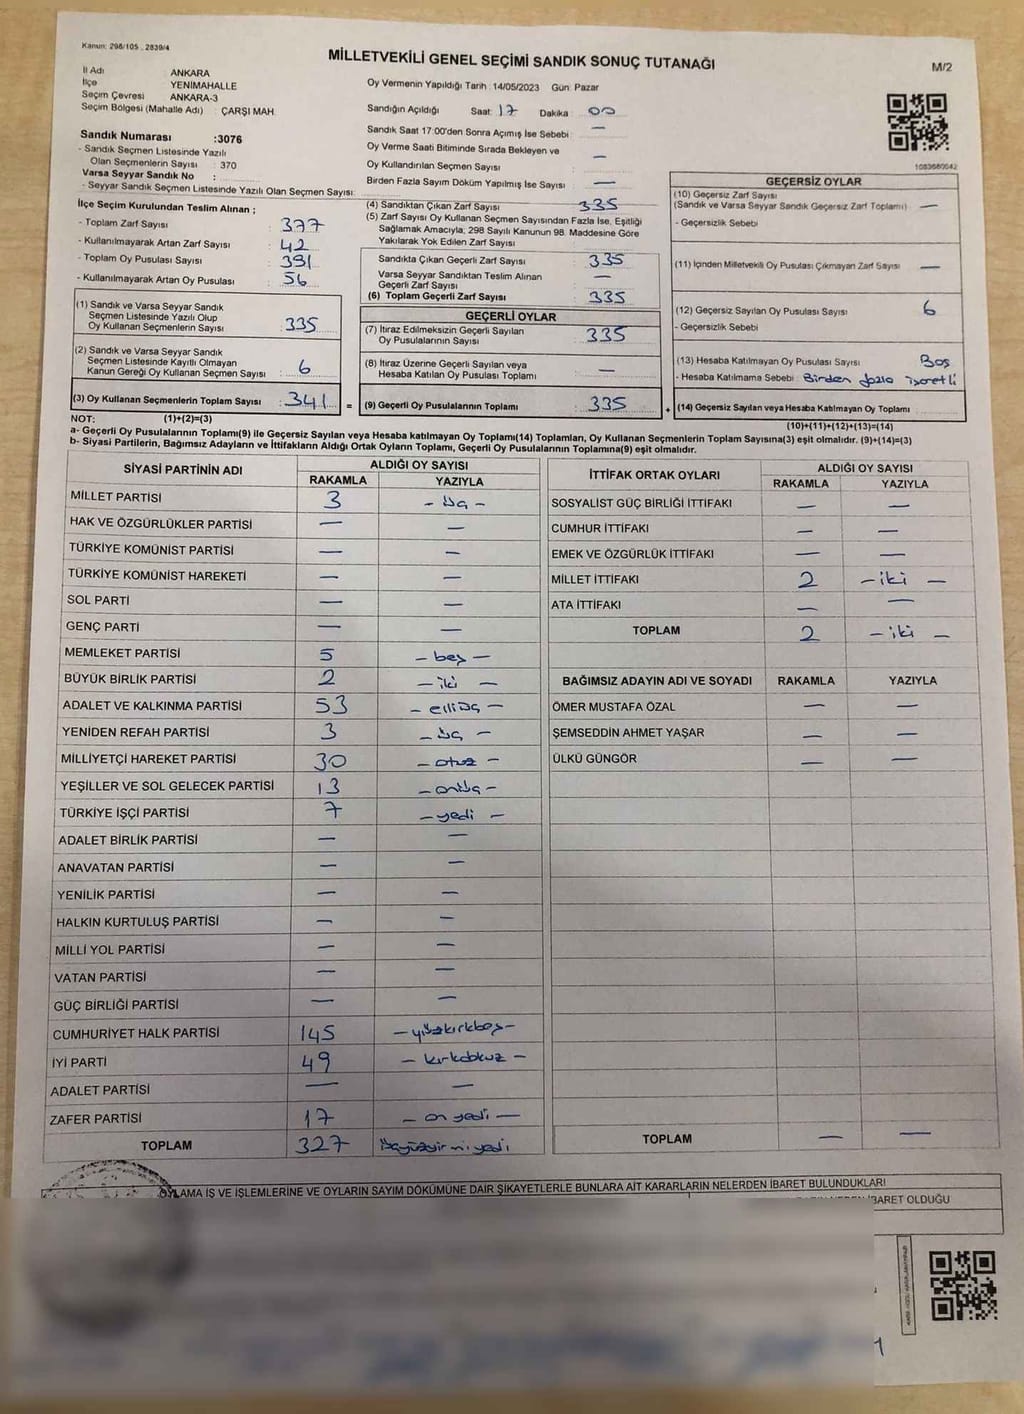 Kanun: 298/105 , 2839/4
MİLLETVEKİLİ GENEL SEÇİMİ SANDIK SONUÇ TUTANAĞI
M/2
İl Adı ANKARA
İlçe YENİMAHALLE
Seçim Çevresi ANKARA-3
Seçim Bölgesi (Mahalle Adı) : ÇARŞI MAH.
Oy Vermenin Yapıldığı Tarih : 14/05/2023 Gün: Pazar
Sandığın Açıldığı Saat: 17 Dakika : 00
Sandık Saat 17:00'den Sonra Açımış İse Sebebi : —
Oy Verme Saati Bitiminde Sırada Bekleyen ve
Oy Kullandırılan Seçmen Sayısı : —
Birden Fazla Sayım Döküm Yapılmış İse Sayısı : —
1083680042
Sandık Numarası :3076
- Sandık Seçmen Listesinde Yazılı
Olan Seçmenlerin Sayısı : 370
Varsa Seyyar Sandık No :
- Seyyar Sandık Seçmen Listesinde Yazılı Olan Seçmen Sayısı:
İlçe Seçim Kurulundan Teslim Alınan ;
- Toplam Zarf Sayısı : 377
- Kullanılmayarak Artan Zarf Sayısı : 42
- Toplam Oy Pusulası Sayısı : 391
- Kullanılmayarak Artan Oy Pusulası : 56
(1) Sandık ve Varsa Seyyar Sandık
Seçmen Listesinde Yazılı Olup
Oy Kullanan Seçmenlerin Sayısı : 335
(2) Sandık ve Varsa Seyyar Sandık
Seçmen Listesinde Kayıtlı Olmayan
Kanun Gereği Oy Kullanan Seçmen Sayısı : 6
(3) Oy Kullanan Seçmenlerin Toplam Sayısı : 341 =
(4) Sandıktan Çıkan Zarf Sayısı : 335
(5) Zarf Sayısı Oy Kullanan Seçmen Sayısından Fazla İse, Eşitliği
Sağlamak Amacıyla; 298 Sayılı Kanunun 98. Maddesine Göre
Yakılarak Yok Edilen Zarf Sayısı :
Sandıkta Çıkan Geçerli Zarf Sayısı : 335
Varsa Seyyar Sandıktan Teslim Alınan
Geçerli Zarf Sayısı : —
(6) Toplam Geçerli Zarf Sayısı : 335
GEÇERLİ OYLAR
(7) İtiraz Edilmeksizin Geçerli Sayılan
Oy Pusulalarının Sayısı : 335
(8) İtiraz Üzerine Geçerli Sayılan veya
Hesaba Katılan Oy Pusulası Toplamı : —
(9) Geçerli Oy Pusulalarının Toplamı : 335 +
GEÇERSİZ OYLAR
(10) Geçersiz Zarf Sayısı
(Sandık ve Varsa Seyyar Sandık Geçersiz Zarf Toplamı) : —
- Geçersizlik Sebebi
(11) İçinden Milletvekili Oy Pusulası Çıkmayan Zarf Sayısı : —
(12) Geçersiz Sayılan Oy Pusulası Sayısı : 6
- Geçersizlik Sebebi
(13) Hesaba Katılmayan Oy Pusulası Sayısı : Boş
- Hesaba Katılmama Sebebi : Birden fazla işaretli
(14) Geçersiz Sayılan veya Hesaba Katılmayan Oy Toplamı :
NOT: (1)+(2)=(3)
(10)+(11)+(12)+(13)=(14)
a- Geçerli Oy Pusulalarının Toplamı(9) ile Geçersiz Sayılan veya Hesaba katılmayan Oy Toplamı(14) Toplamları, Oy Kullanan Seçmenlerin Toplam Sayısına(3) eşit olmalıdır. (9)+(14)=(3)
b- Siyasi Partilerin, Bağımsız Adayların ve İttifakların Aldığı Ortak Oyların Toplamı, Geçerli Oy Pusulalarının Toplamına(9) eşit olmalıdır.
SİYASİ PARTİNİN ADI ALDIĞI OY SAYISI
RAKAMLA YAZIYLA
MİLLET PARTİSİ 3 - üç -
HAK VE ÖZGÜRLÜKLER PARTİSİ — —
TÜRKİYE KOMÜNİST PARTİSİ — —
TÜRKİYE KOMÜNİST HAREKETİ — —
SOL PARTİ — —
GENÇ PARTİ — —
MEMLEKET PARTİSİ 5 - beş -
BÜYÜK BİRLİK PARTİSİ 2 - iki -
ADALET VE KALKINMA PARTİSİ 53 - elliüç -
YENİDEN REFAH PARTİSİ 3 - üç -
MİLLİYETÇİ HAREKET PARTİSİ 30 - otuz -
YEŞİLLER VE SOL GELECEK PARTİSİ 13 - onüç -
TÜRKİYE İŞÇİ PARTİSİ 7 - yedi -
ADALET BİRLİK PARTİSİ — —
ANAVATAN PARTİSİ — —
YENİLİK PARTİSİ — —
HALKIN KURTULUŞ PARTİSİ — —
MİLLİ YOL PARTİSİ — —
VATAN PARTİSİ — —
GÜÇ BİRLİĞİ PARTİSİ — —
CUMHURİYET HALK PARTİSİ 145 - yüzkırkbeş -
İYİ PARTİ 49 - kırkdokuz -
ADALET PARTİSİ — —
ZAFER PARTİSİ 17 - on yedi -
TOPLAM 327 üçyüzyirmiyedi
İTTİFAK ORTAK OYLARI ALDIĞI OY SAYISI
RAKAMLA YAZIYLA
SOSYALİST GÜÇ BİRLİĞİ İTTİFAKI — —
CUMHUR İTTİFAKI — —
EMEK VE ÖZGÜRLÜK İTTİFAKI — —
MİLLET İTTİFAKI 2 - iki -
ATA İTTİFAKI — —
TOPLAM 2 - iki -
BAĞIMSIZ ADAYIN ADI VE SOYADI RAKAMLA YAZIYLA
ÖMER MUSTAFA ÖZAL — —
ŞEMSEDDİN AHMET YAŞAR — —
ÜLKÜ GÜNGÖR — —
TOPLAM — —
OYLAMA İŞ VE İŞLEMLERİNE VE OYLARIN SAYIM DÖKÜMÜNE DAİR ŞİKAYETLERLE BUNLARA AİT KARARLARIN NELERDEN İBARET BULUNDUKLARI
İBARET OLDUĞU